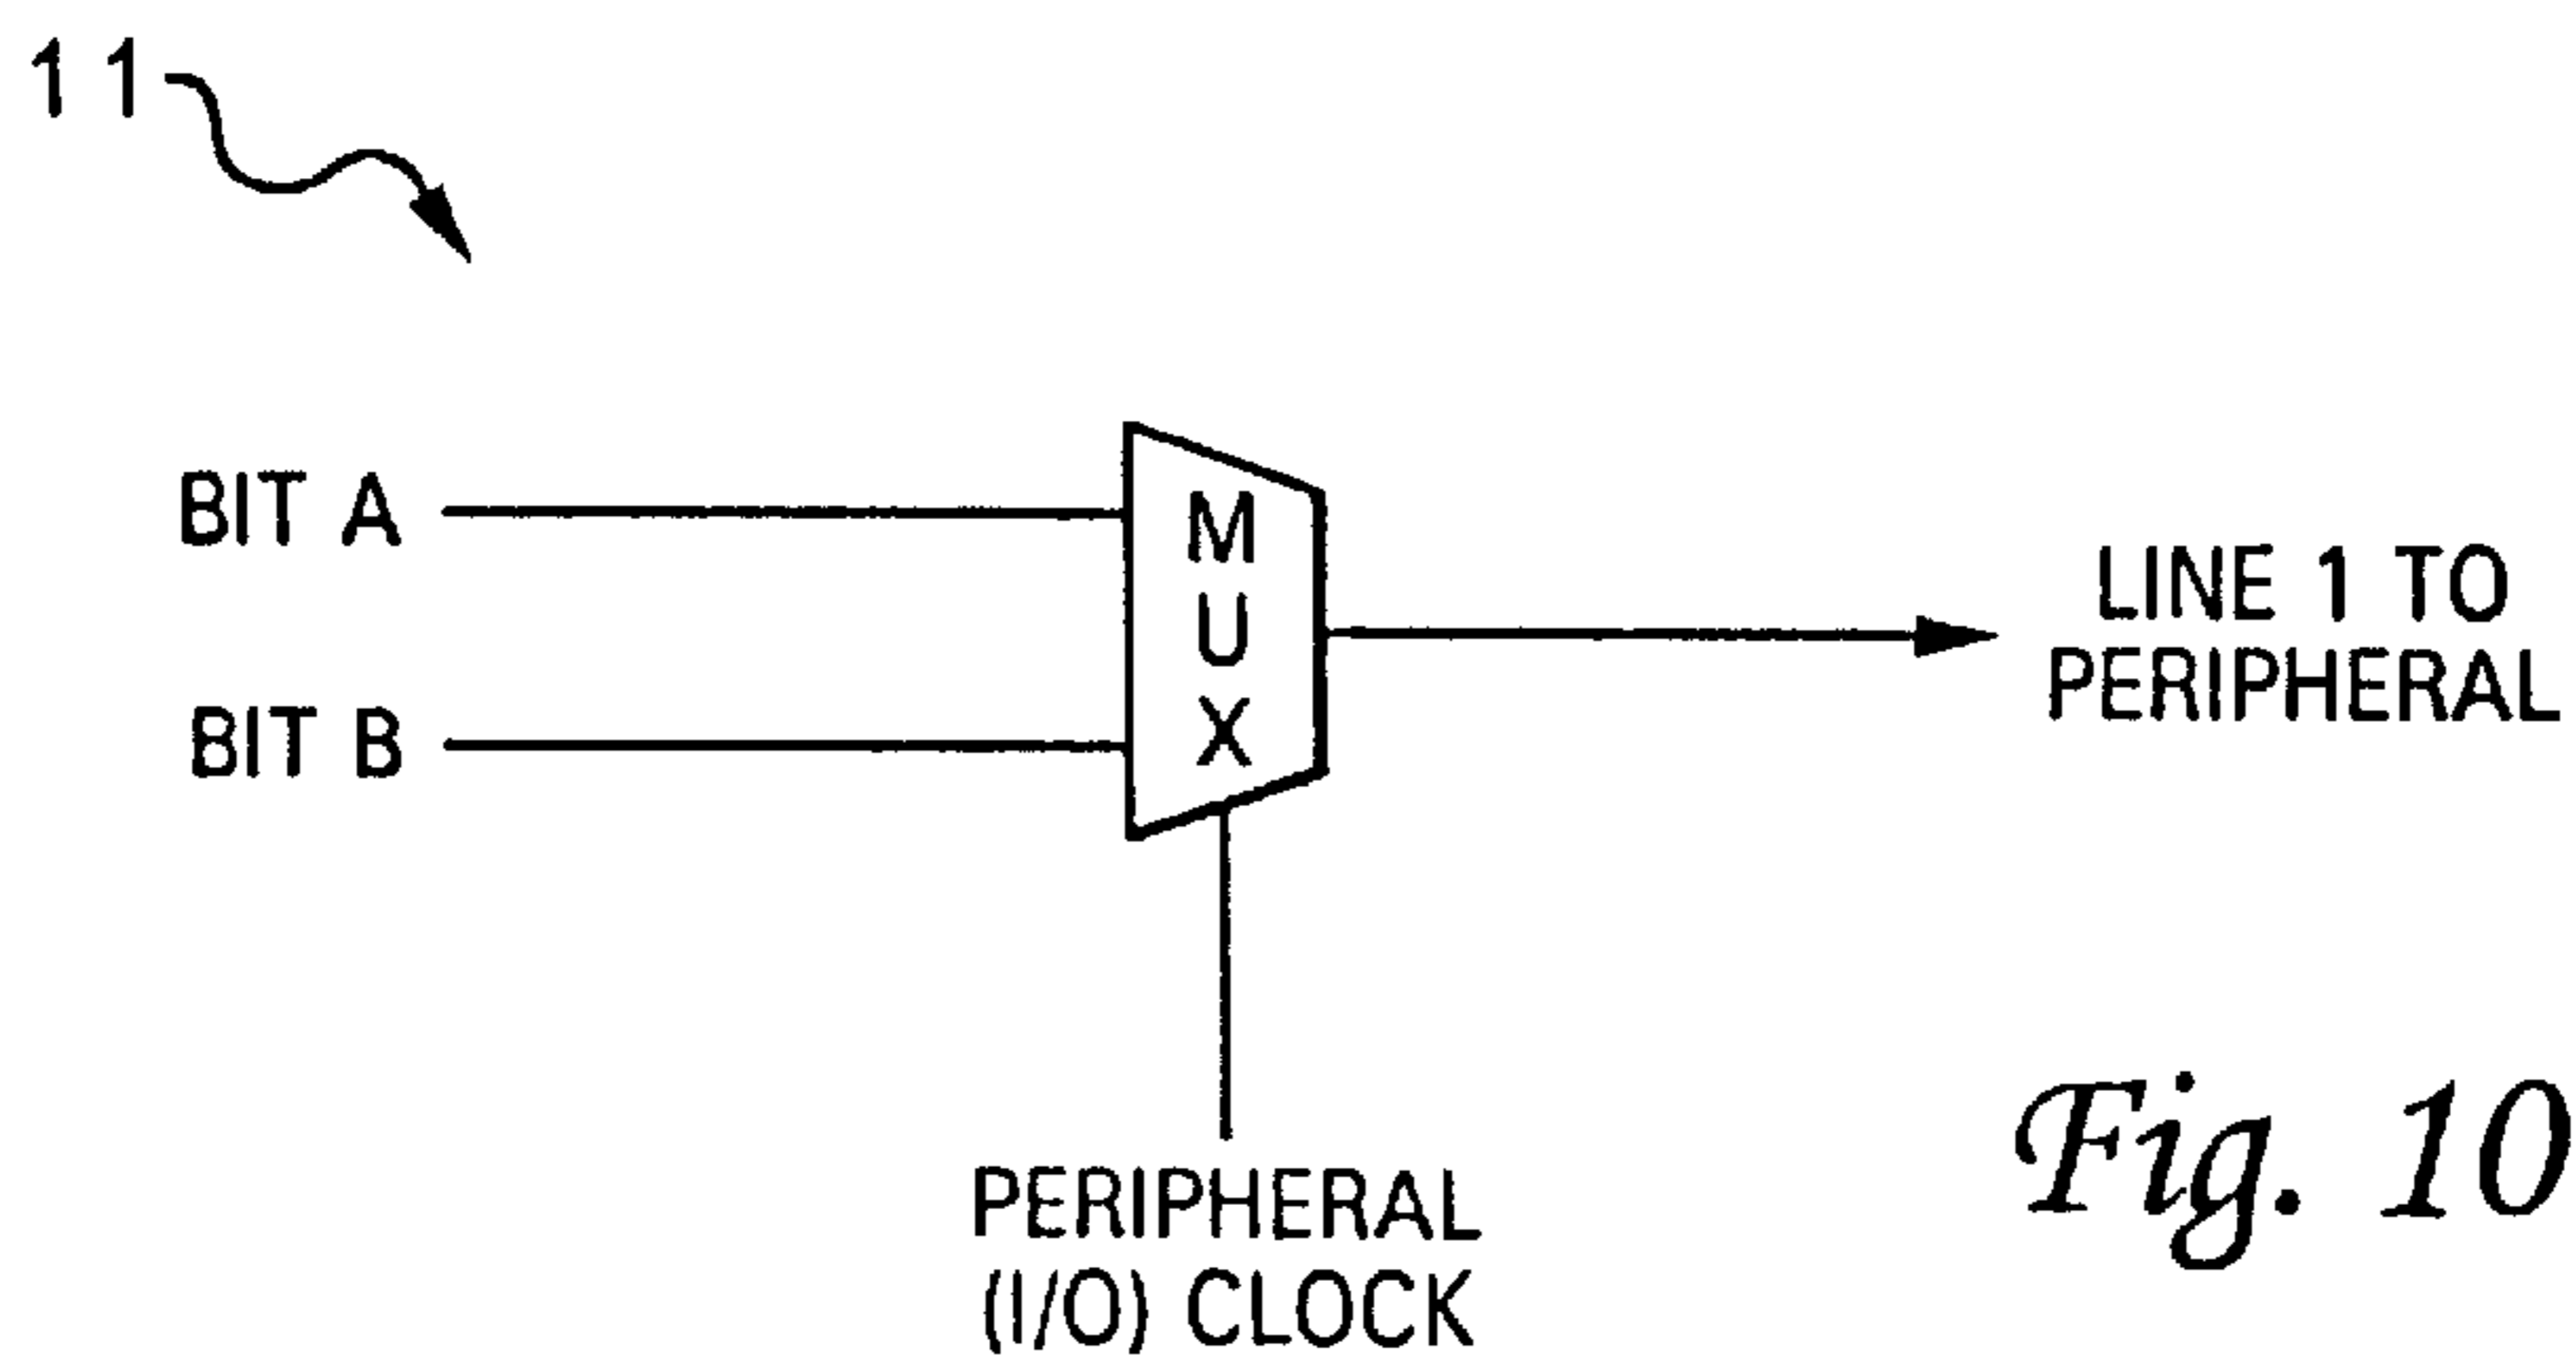 11
BIT A
BIT B
M
U
X
LINE 1 TO
PERIPHERAL
PERIPHERAL
(I/O) CLOCK
Fig. 10